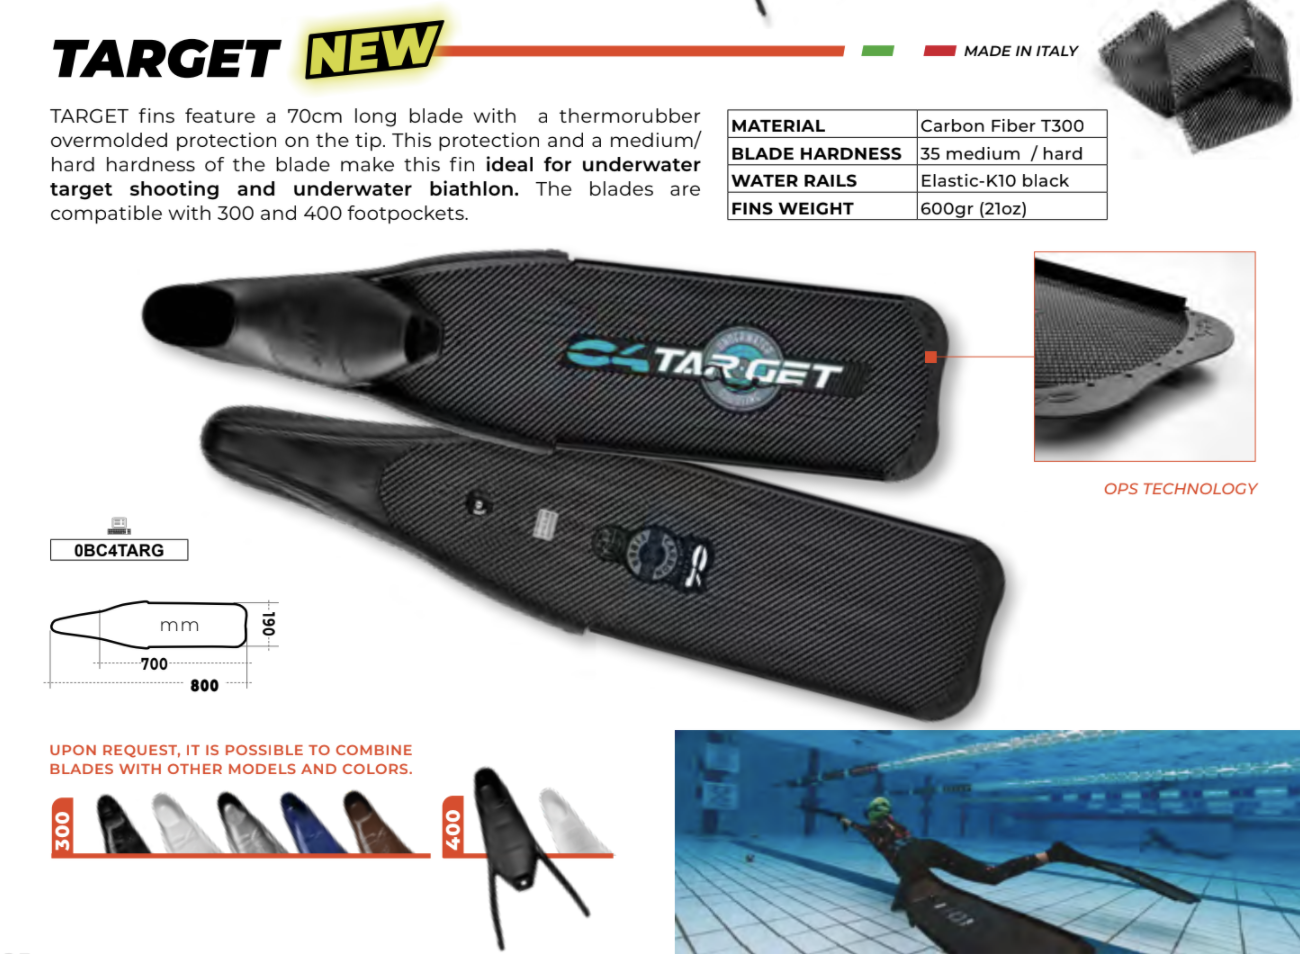 TARGET NEW
MADE IN ITALY
TARGET fins feature a 70cm long blade with a thermorubber
overmolded protection on the tip. This protection and a medium/
hard hardness of the blade make this fin ideal for underwater
target shooting and underwater biathlon. The blades are
compatible with 300 and 400 footpockets.
MATERIAL Carbon Fiber T300
BLADE HARDNESS 35 medium / hard
WATER RAILS Elastic-K10 black
FINS WEIGHT 600gr (21oz)
C4 TARGET
OPS TECHNOLOGY
0BC4TARG
mm
190
700
800
UPON REQUEST, IT IS POSSIBLE TO COMBINE
BLADES WITH OTHER MODELS AND COLORS.
300
400